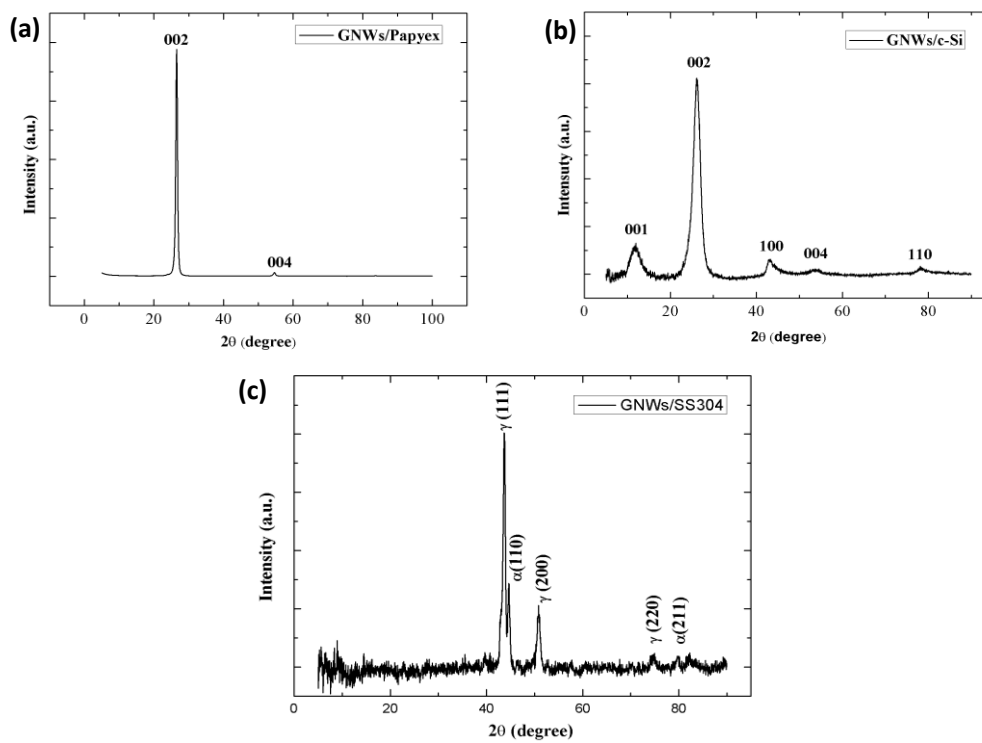 (a)
GNWs/Papyex
002
004
Intensity (a.u.)
0 20 40 60 80 100
2θ (degree)
(b)
GNWs/c-Si
002
001
100
004
110
Intensuty (a.u.)
0 20 40 60 80
2θ (degree)
(c)
GNWs/SS304
γ (111)
α(110)
γ (200)
γ (220)
α(211)
Intensity (a.u.)
0 20 40 60 80
2θ (degree)